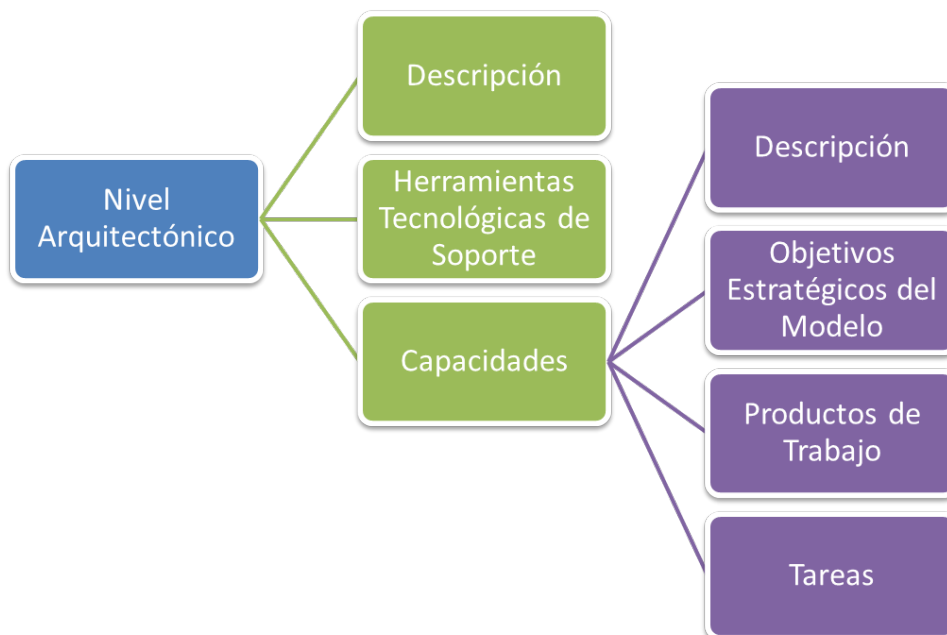 Nivel
Arquitectónico
Descripción
Herramientas
Tecnológicas de
Soporte
Capacidades
Descripción
Objetivos
Estratégicos del
Modelo
Productos de
Trabajo
Tareas